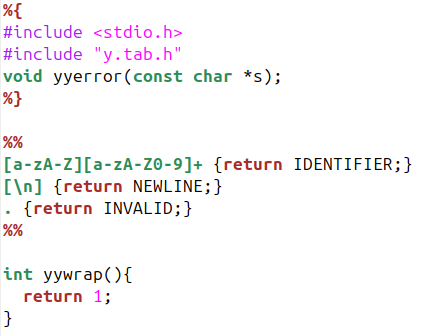 %{
#include <stdio.h>
#include "y.tab.h"
void yyerror(const char *s);
%}

%%
[a-zA-Z][a-zA-Z0-9]+ {return IDENTIFIER;}
[\n] {return NEWLINE;}
. {return INVALID;}
%%

int yywrap(){
  return 1;
}